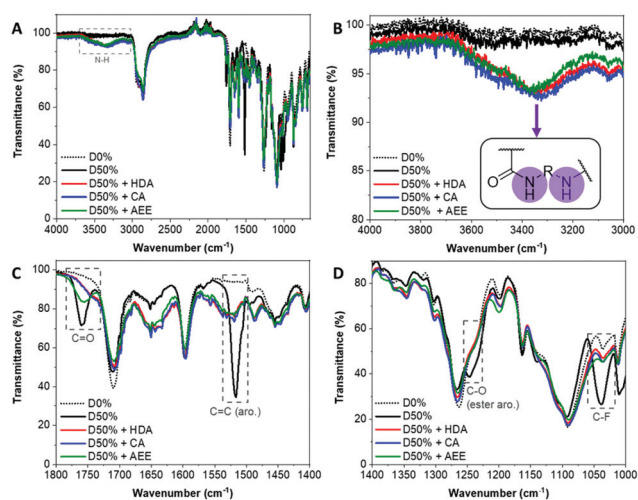 A
N-H
Transmittance (%)
100
80
60
40
20
0
D0%
D50%
D50% + HDA
D50% + CA
D50% + AEE
4000 3500 3000 2500 2000 1500 1000
Wavenumber (cm-1)
B
Transmittance (%)
100
95
90
85
80
D0%
D50%
D50% + HDA
D50% + CA
D50% + AEE
O
N
H
R
N
H
4000 3800 3600 3400 3200 3000
Wavenumber (cm-1)
C
Transmittance (%)
100
80
60
40
20
0
C=O
C=C (aro.)
D0%
D50%
D50% + HDA
D50% + CA
D50% + AEE
1800 1750 1700 1650 1600 1550 1500 1450 1400
Wavenumber (cm-1)
D
Transmittance (%)
100
80
60
40
20
0
C-O
(ester aro.)
C-F
D0%
D50%
D50% + HDA
D50% + CA
D50% + AEE
1400 1350 1300 1250 1200 1150 1100 1050 1000
Wavenumber (cm-1)